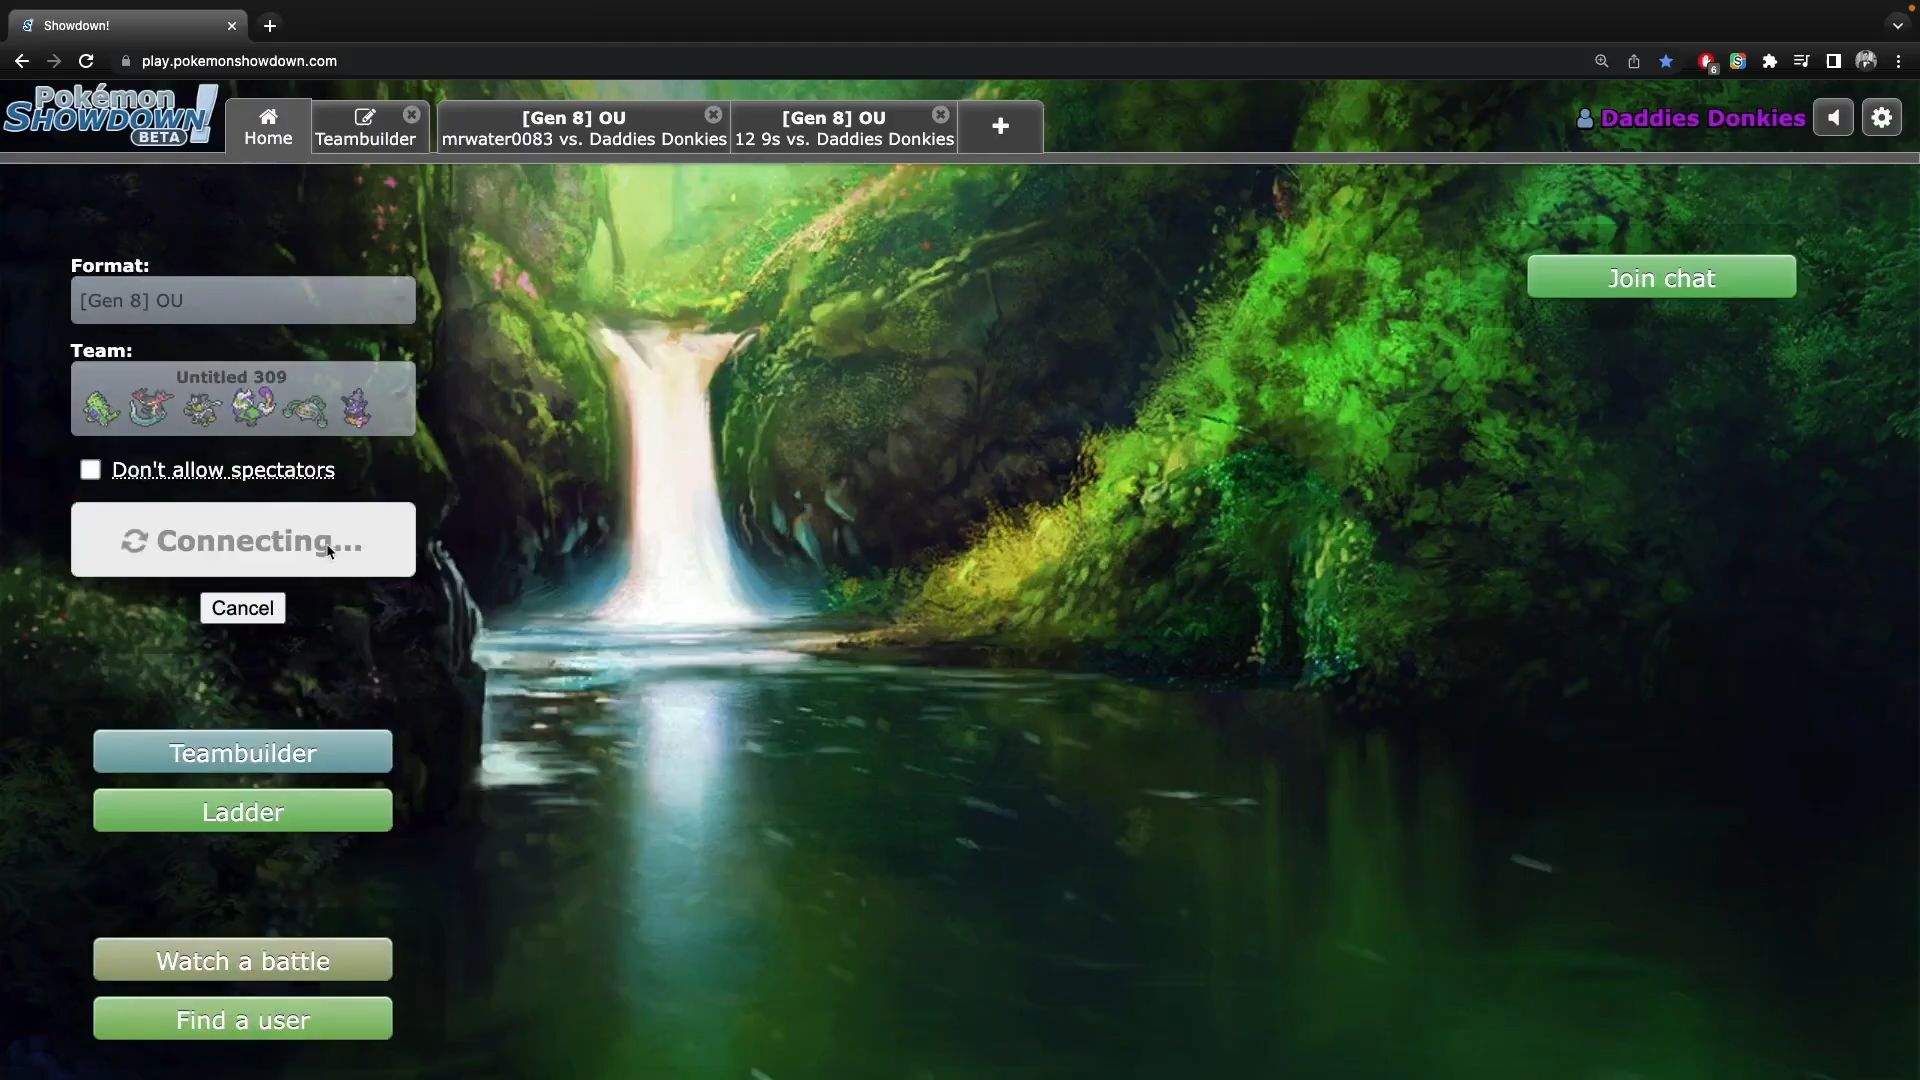 Showdown!
play.pokemonshowdown.com
6
Pokémon
SHOWDOWN!
BETA
Home
Teambuilder
[Gen 8] OU
mrwater0083 vs. Daddies Donkies
[Gen 8] OU
12 9s vs. Daddies Donkies
Daddies Donkies
Format:
[Gen 8] OU
Team:
Untitled 309
Don't allow spectators
Connecting...
Cancel
Teambuilder
Ladder
Watch a battle
Find a user
Join chat